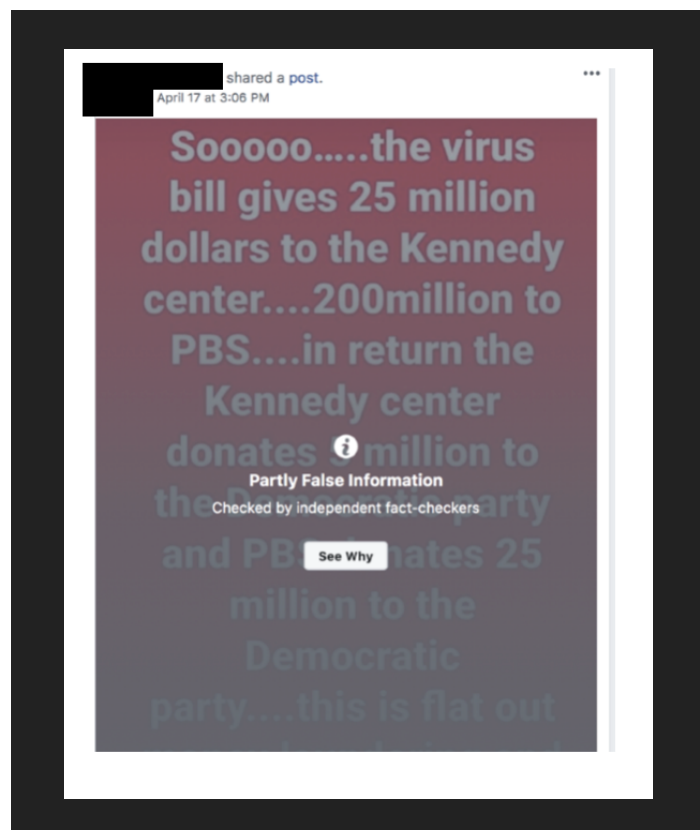 shared a post.
April 17 at 3:06 PM
Sooooo.....the virus
bill gives 25 million
dollars to the Kennedy
center....200million to
PBS....in return the
Kennedy center
donates million to
Partly False Information
the Democratic party
Checked by independent fact-checkers
and 25
See Why
million to the
Democratic
party....this is flat out